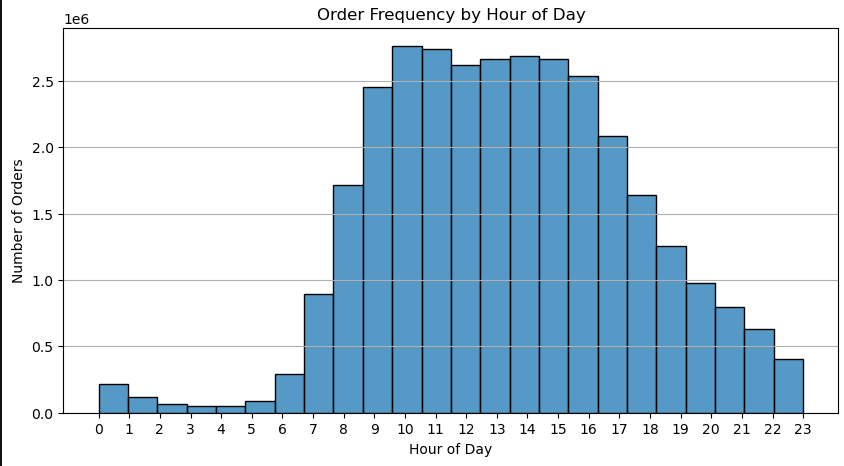 Order Frequency by Hour of Day
1e6
2.5
2.0
1.5
1.0
0.5
0.0
Number of Orders
0 1 2 3 4 5 6 7 8 9 10 11 12 13 14 15 16 17 18 19 20 21 22 23
Hour of Day